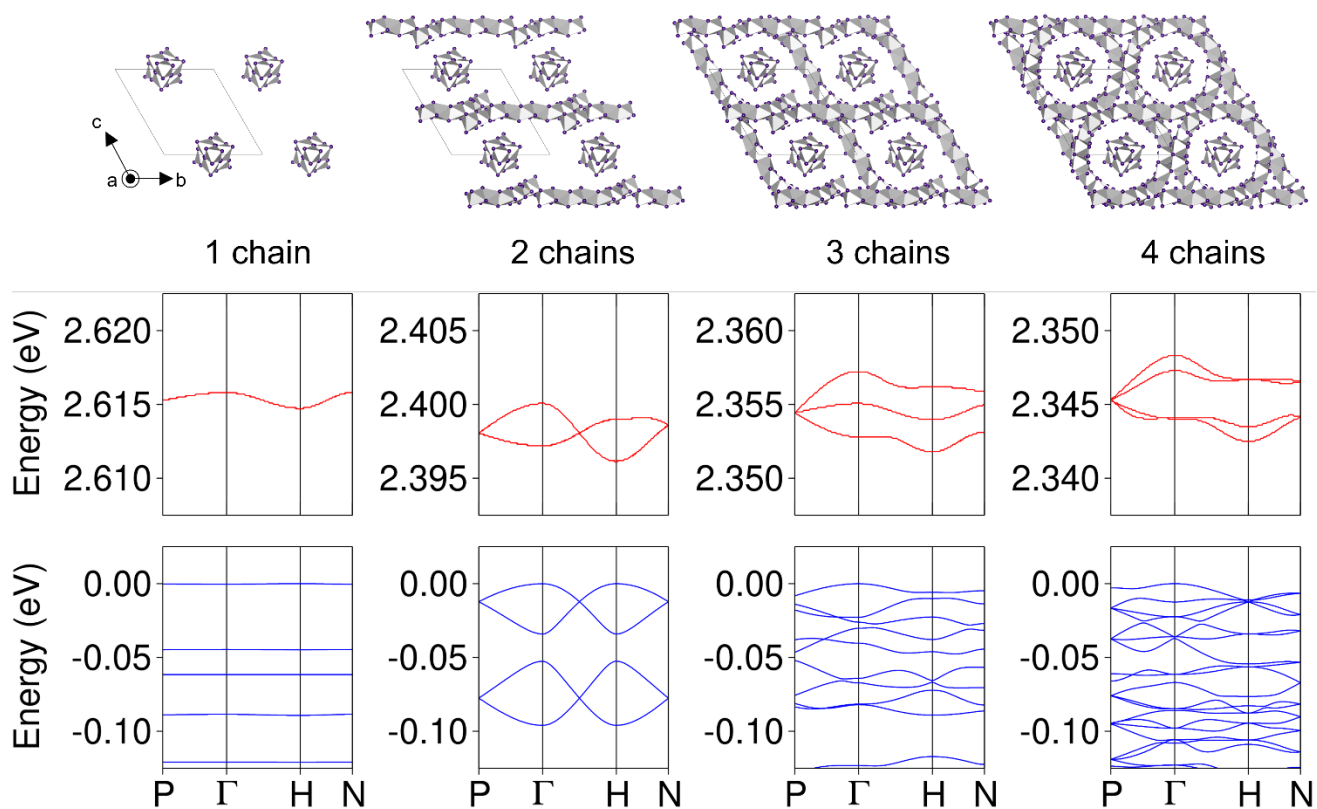 c
a b
1 chain 2 chains 3 chains 4 chains
Energy (eV)
2.620 2.405 2.360 2.350
2.615 2.400 2.355 2.345
2.610 2.395 2.350 2.340
Energy (eV)
0.00 0.00 0.00 0.00
-0.05 -0.05 -0.05 -0.05
-0.10 -0.10 -0.10 -0.10
P Γ H N P Γ H N P Γ H N P Γ H N